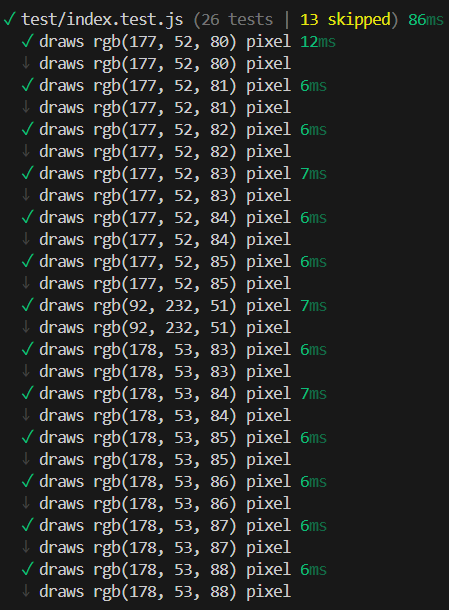 ✓ test/index.test.js (26 tests | 13 skipped) 86ms
✓ draws rgb(177, 52, 80) pixel 12ms
↓ draws rgb(177, 52, 80) pixel
✓ draws rgb(177, 52, 81) pixel 6ms
↓ draws rgb(177, 52, 81) pixel
✓ draws rgb(177, 52, 82) pixel 6ms
↓ draws rgb(177, 52, 82) pixel
✓ draws rgb(177, 52, 83) pixel 7ms
↓ draws rgb(177, 52, 83) pixel
✓ draws rgb(177, 52, 84) pixel 6ms
↓ draws rgb(177, 52, 84) pixel
✓ draws rgb(177, 52, 85) pixel 6ms
↓ draws rgb(177, 52, 85) pixel
✓ draws rgb(92, 232, 51) pixel 7ms
↓ draws rgb(92, 232, 51) pixel
✓ draws rgb(178, 53, 83) pixel 6ms
↓ draws rgb(178, 53, 83) pixel
✓ draws rgb(178, 53, 84) pixel 7ms
↓ draws rgb(178, 53, 84) pixel
✓ draws rgb(178, 53, 85) pixel 6ms
↓ draws rgb(178, 53, 85) pixel
✓ draws rgb(178, 53, 86) pixel 6ms
↓ draws rgb(178, 53, 86) pixel
✓ draws rgb(178, 53, 87) pixel 6ms
↓ draws rgb(178, 53, 87) pixel
✓ draws rgb(178, 53, 88) pixel 6ms
↓ draws rgb(178, 53, 88) pixel